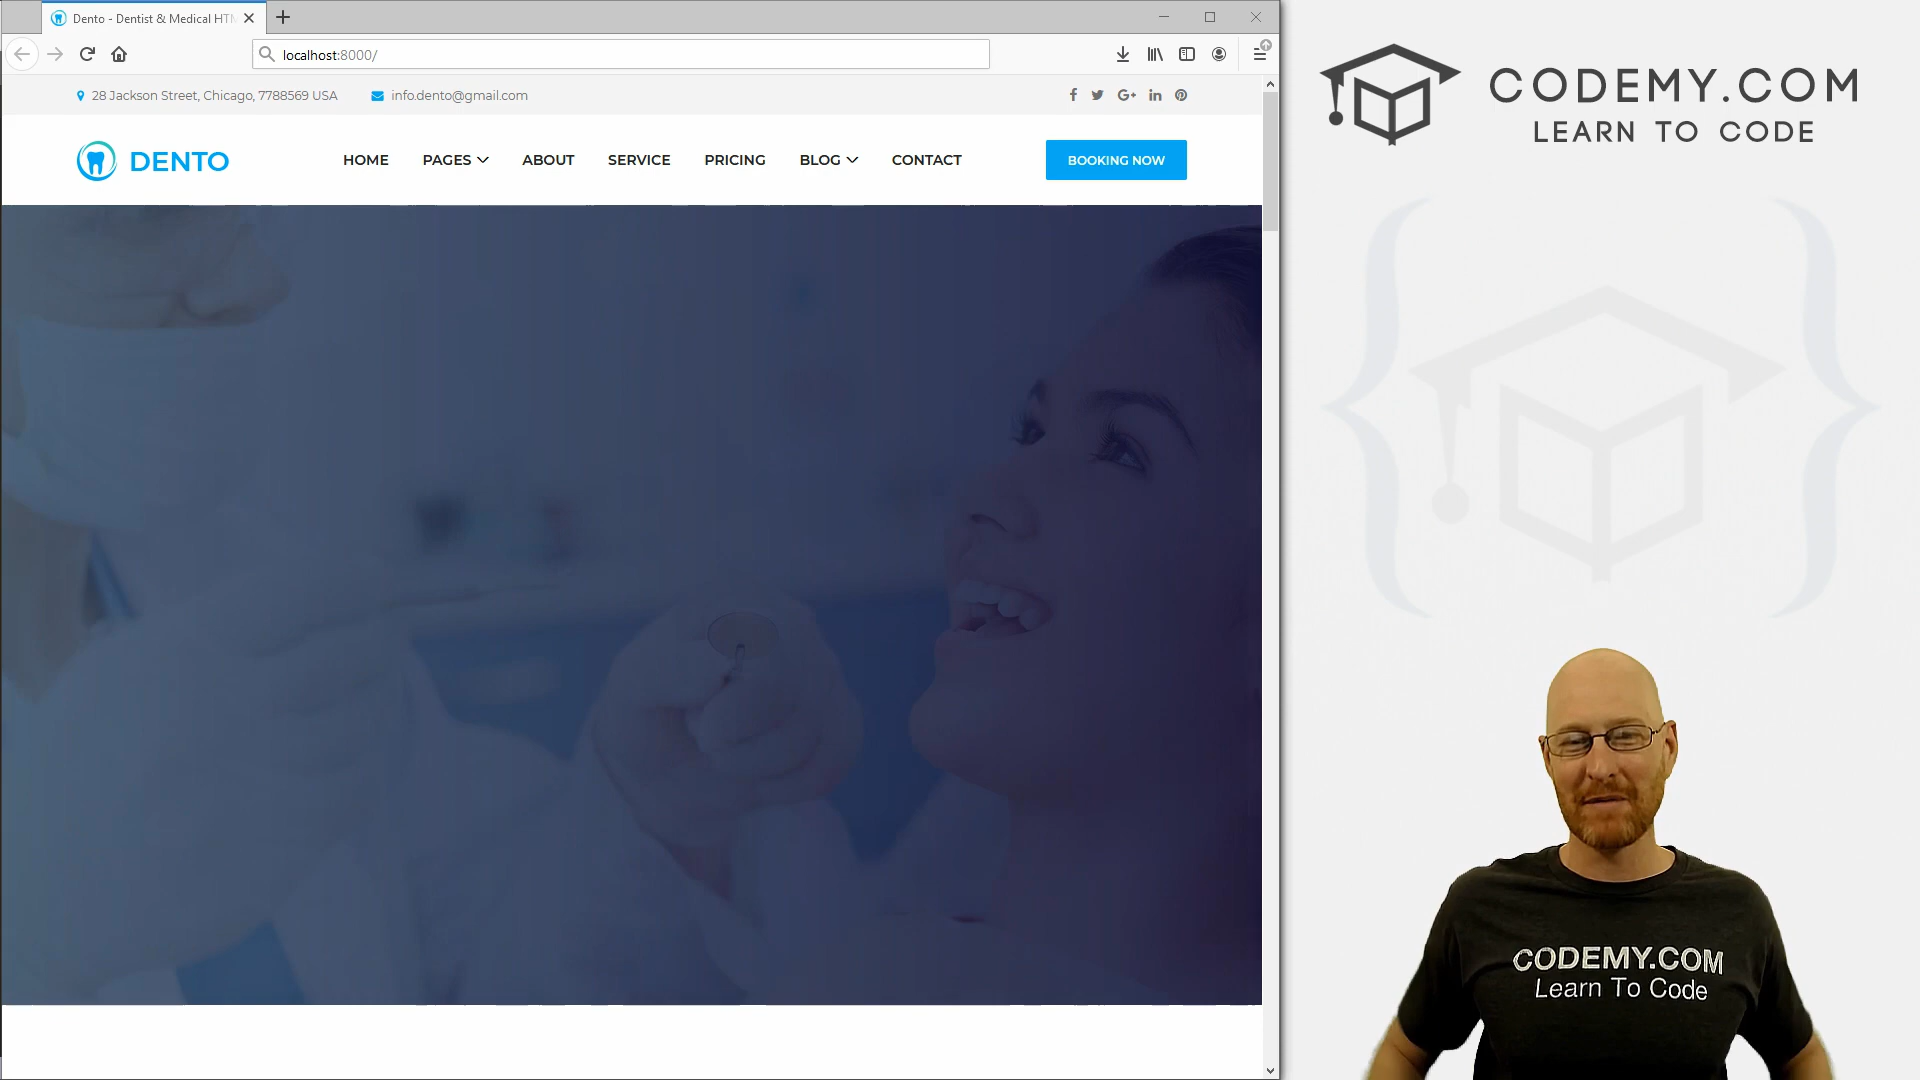 Dento - Dentist & Medical HTM
localhost:8000/
28 Jackson Street, Chicago, 7788569 USA
info.dento@gmail.com
DENTO
HOME
PAGES
ABOUT
SERVICE
PRICING
BLOG
CONTACT
BOOKING NOW
CODEMY.COM
LEARN TO CODE
CODEMY.COM
Learn To Code